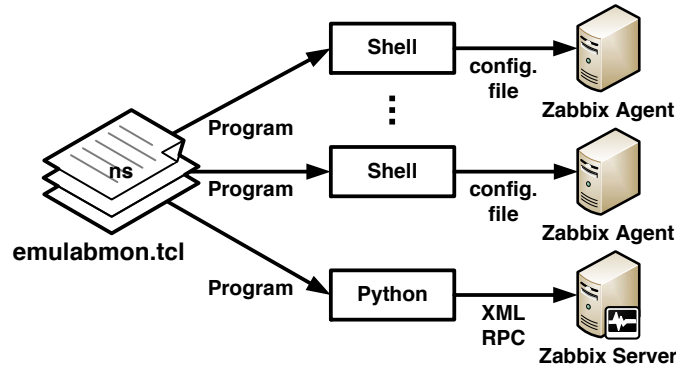 Shell
config.
file
Zabbix Agent
Program
ns
Program
Shell
config.
file
Zabbix Agent
emulabmon.tcl
Program
Python
XML
RPC
Zabbix Server